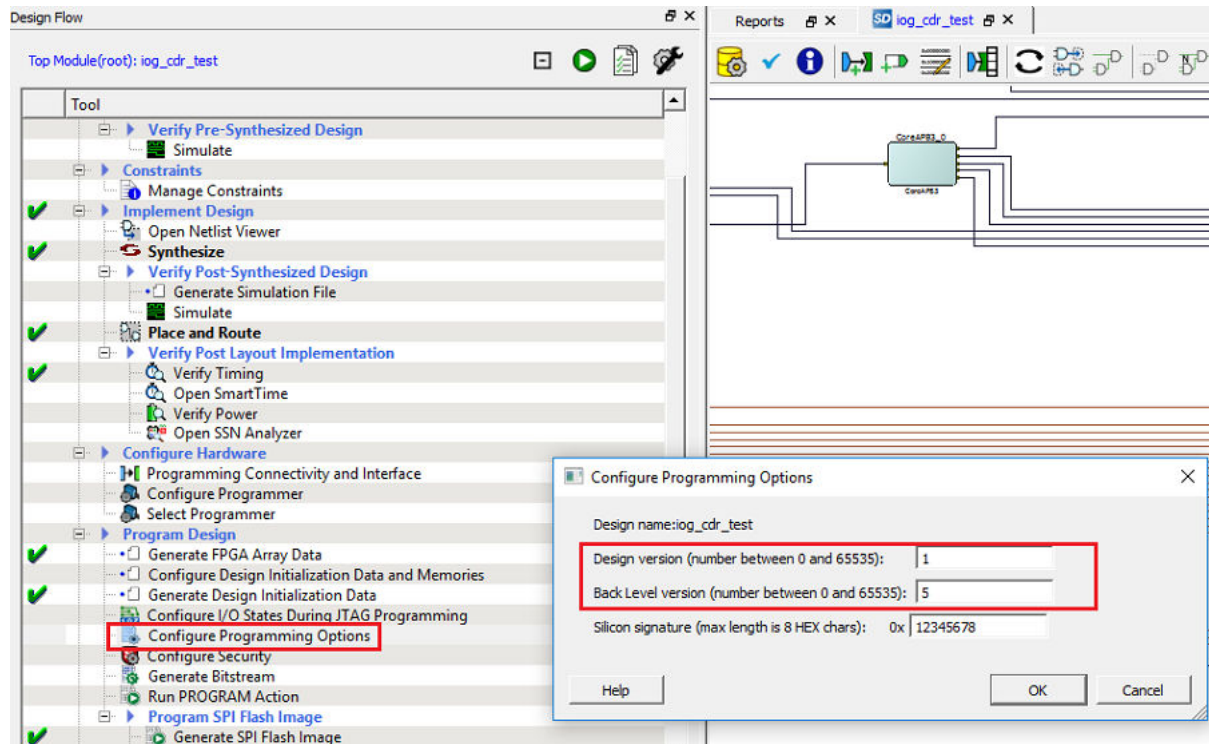 Design Flow
Reports
iog_cdr_test
Top Module(root): iog_cdr_test
Tool
Verify Pre-Synthesized Design
Simulate
Constraints
Manage Constraints
Implement Design
Open Netlist Viewer
Synthesize
Verify Post-Synthesized Design
Generate Simulation File
Simulate
Place and Route
Verify Post Layout Implementation
Verify Timing
Open SmartTime
Verify Power
Open SSN Analyzer
Configure Hardware
Programming Connectivity and Interface
Configure Programmer
Select Programmer
Program Design
Generate FPGA Array Data
Configure Design Initialization Data and Memories
Generate Design Initialization Data
Configure I/O States During JTAG Programming
Configure Programming Options
Configure Security
Generate Bitstream
Run PROGRAM Action
Program SPI Flash Image
Generate SPI Flash Image
CoreAPB3_0
CoreAPB3
Configure Programming Options
Design name:iog_cdr_test
Design version (number between 0 and 65535): 1
Back Level version (number between 0 and 65535): 5
Silicon signature (max length is 8 HEX chars): 0x 12345678
Help OK Cancel